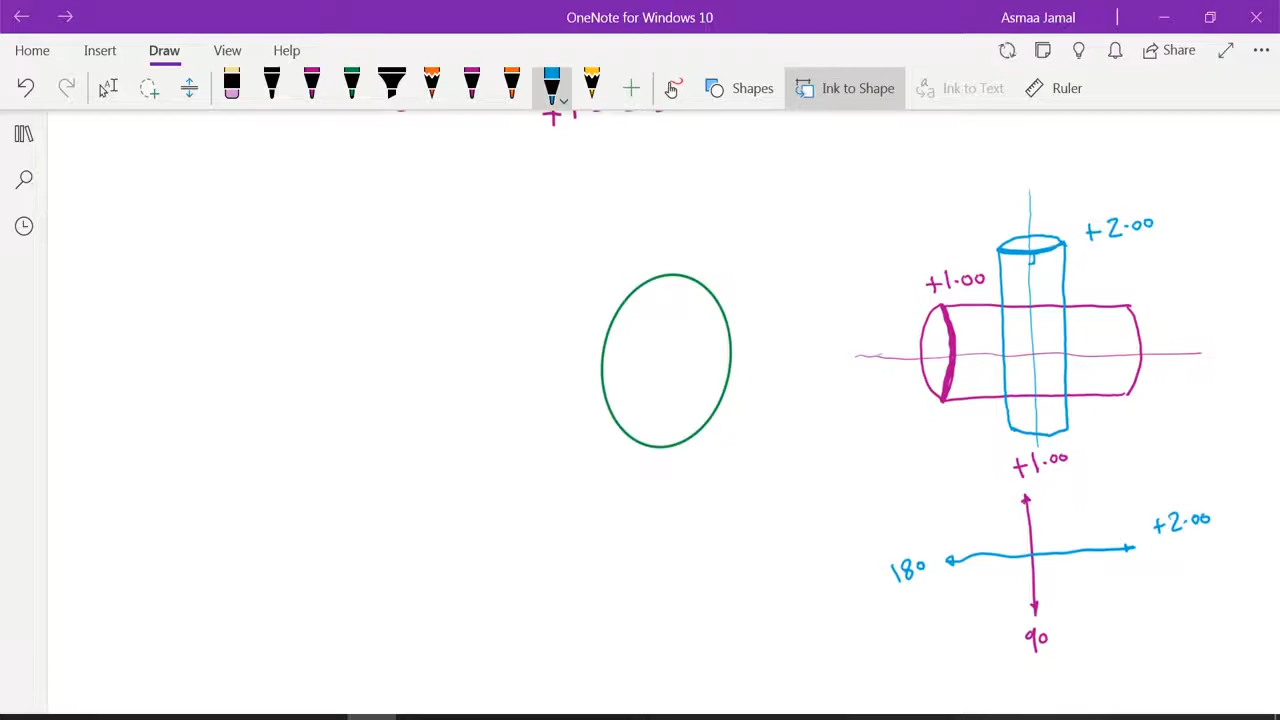 OneNote for Windows 10
Asmaa Jamal
Home Insert Draw View Help
Share
Shapes Ink to Shape Ink to Text Ruler
+2.00
+1.00
+1.00
+2.00
180
90